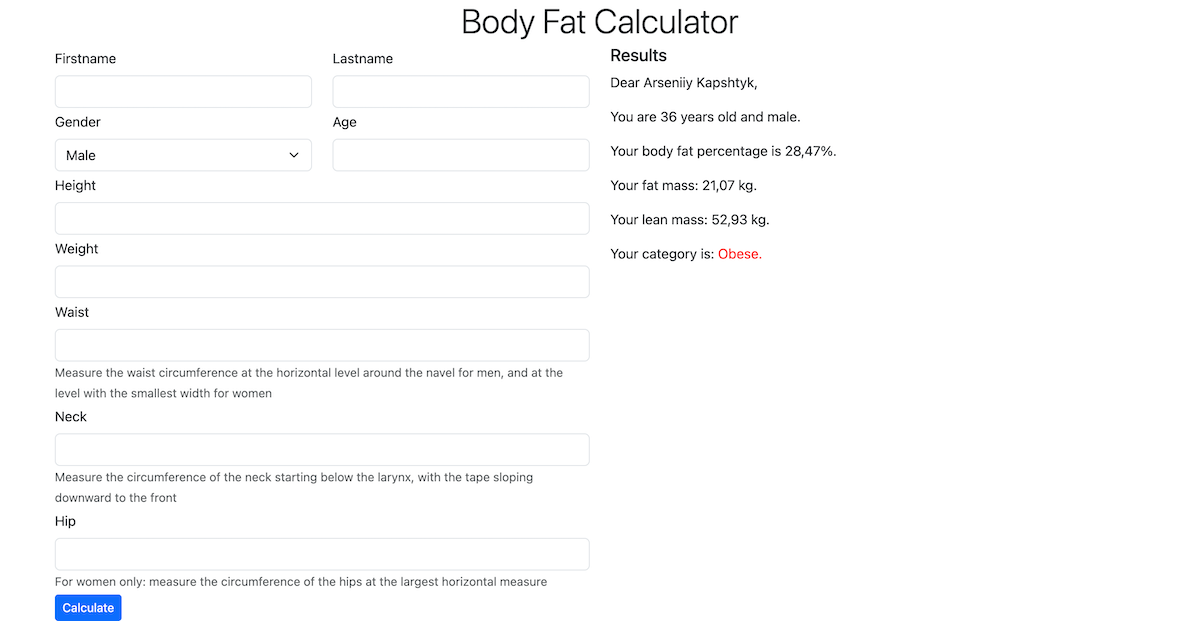 Body Fat Calculator
Firstname
Lastname
Gender
Age
Male
Height
Weight
Waist
Measure the waist circumference at the horizontal level around the navel for men, and at the
level with the smallest width for women
Neck
Measure the circumference of the neck starting below the larynx, with the tape sloping
downward to the front
Hip
For women only: measure the circumference of the hips at the largest horizontal measure
Calculate
Results
Dear Arseniiy Kapshtyk,
You are 36 years old and male.
Your body fat percentage is 28,47%.
Your fat mass: 21,07 kg.
Your lean mass: 52,93 kg.
Your category is: Obese.